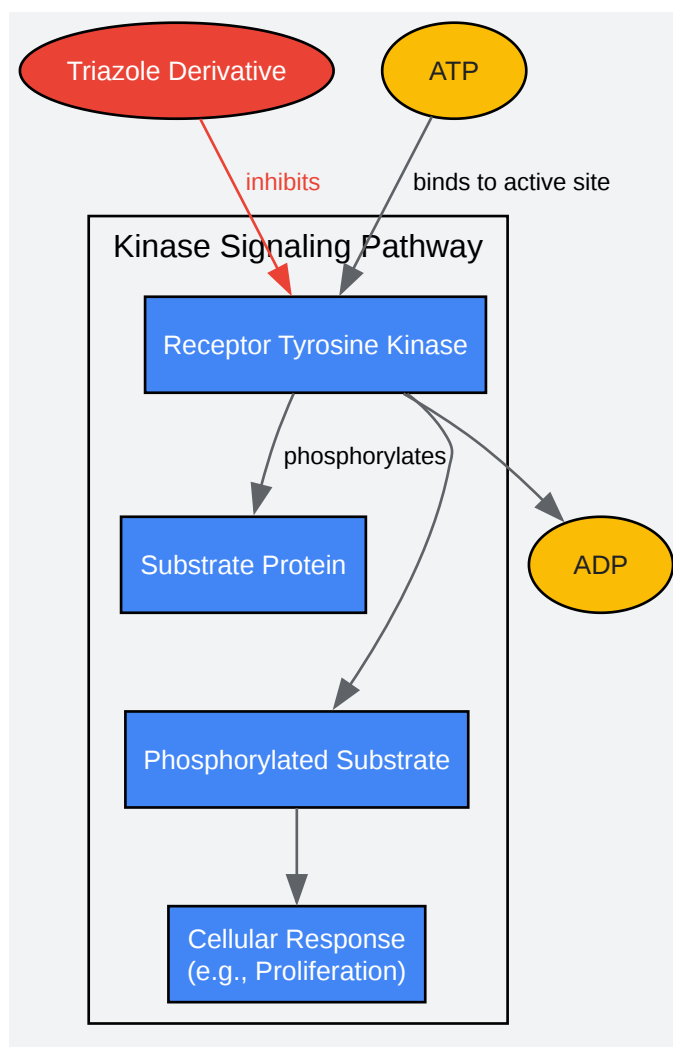 Triazole Derivative
ATP
inhibits
binds to active site
Kinase Signaling Pathway
Receptor Tyrosine Kinase
phosphorylates
Substrate Protein
ADP
Phosphorylated Substrate
Cellular Response
(e.g., Proliferation)